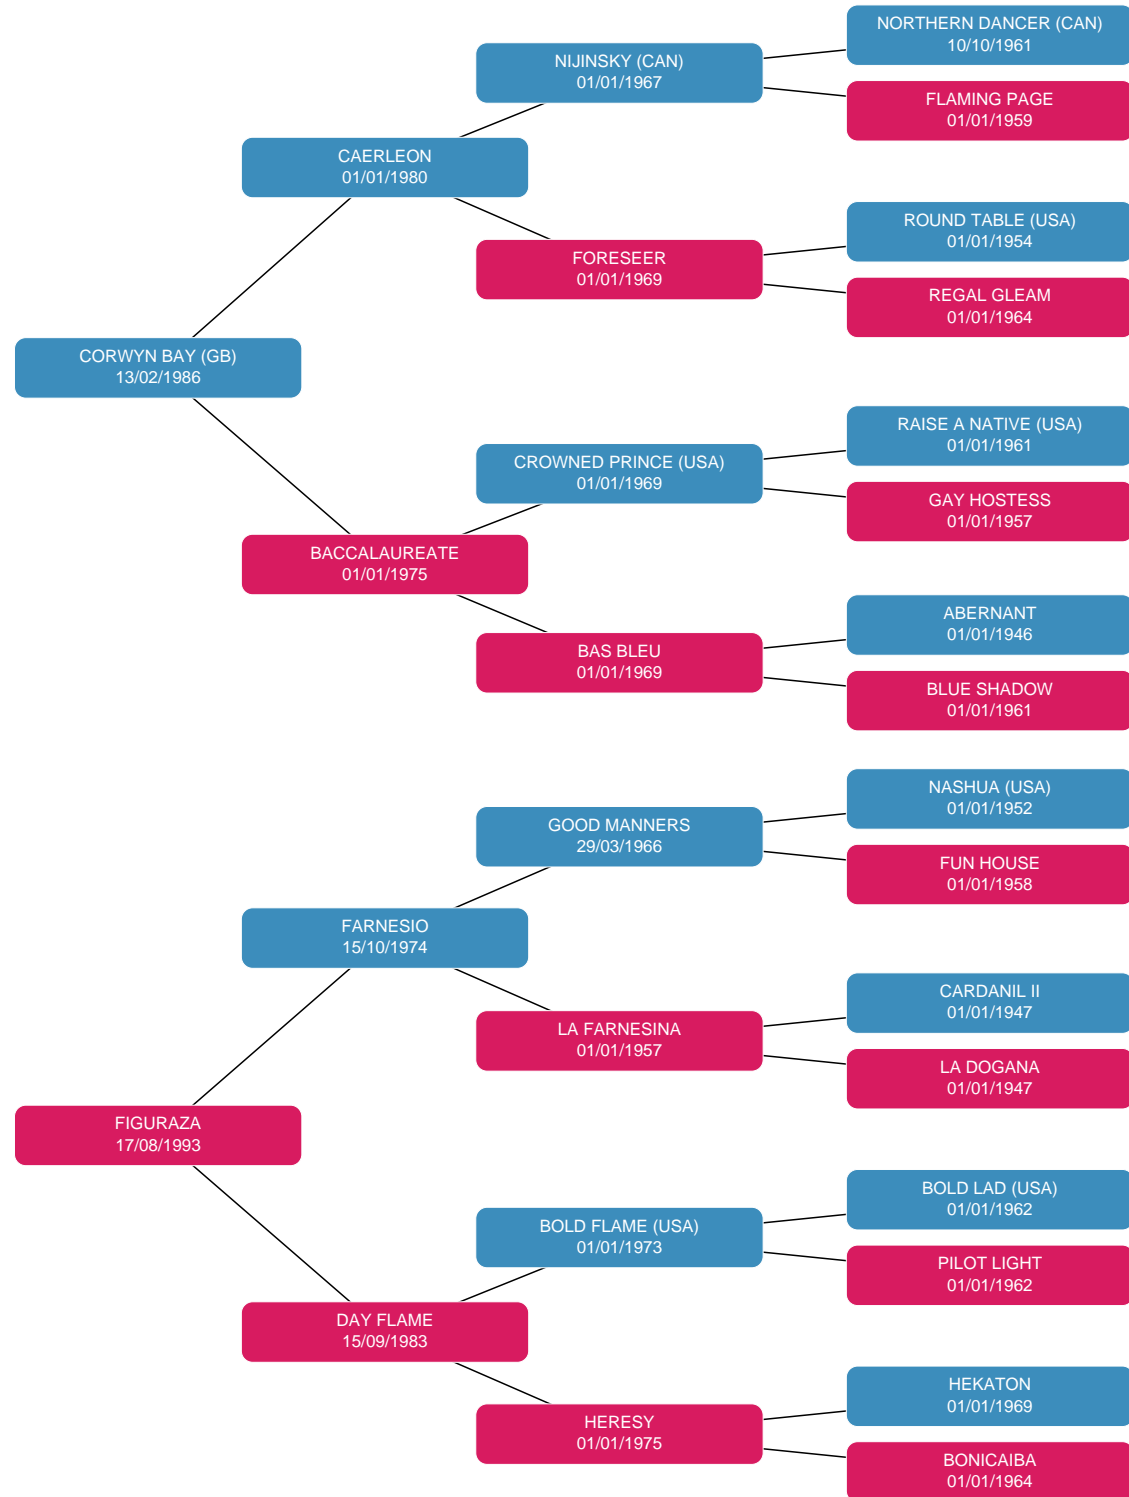 NORTHERN DANCER (CAN)
10/10/1961
NIJINSKY (CAN)
01/01/1967
FLAMING PAGE
01/01/1959
CAERLEON
01/01/1980
ROUND TABLE (USA)
01/01/1954
FORESEER
01/01/1969
REGAL GLEAM
01/01/1964
CORWYN BAY (GB)
13/02/1986
RAISE A NATIVE (USA)
01/01/1961
CROWNED PRINCE (USA)
01/01/1969
GAY HOSTESS
01/01/1957
BACCALAUREATE
01/01/1975
ABERNANT
01/01/1946
BAS BLEU
01/01/1969
BLUE SHADOW
01/01/1961
NASHUA (USA)
01/01/1952
GOOD MANNERS
29/03/1966
FUN HOUSE
01/01/1958
FARNESIO
15/10/1974
CARDANIL II
01/01/1947
LA FARNESINA
01/01/1957
LA DOGANA
01/01/1947
FIGURAZA
17/08/1993
BOLD LAD (USA)
01/01/1962
BOLD FLAME (USA)
01/01/1973
PILOT LIGHT
01/01/1962
DAY FLAME
15/09/1983
HEKATON
01/01/1969
HERESY
01/01/1975
BONICAIBA
01/01/1964